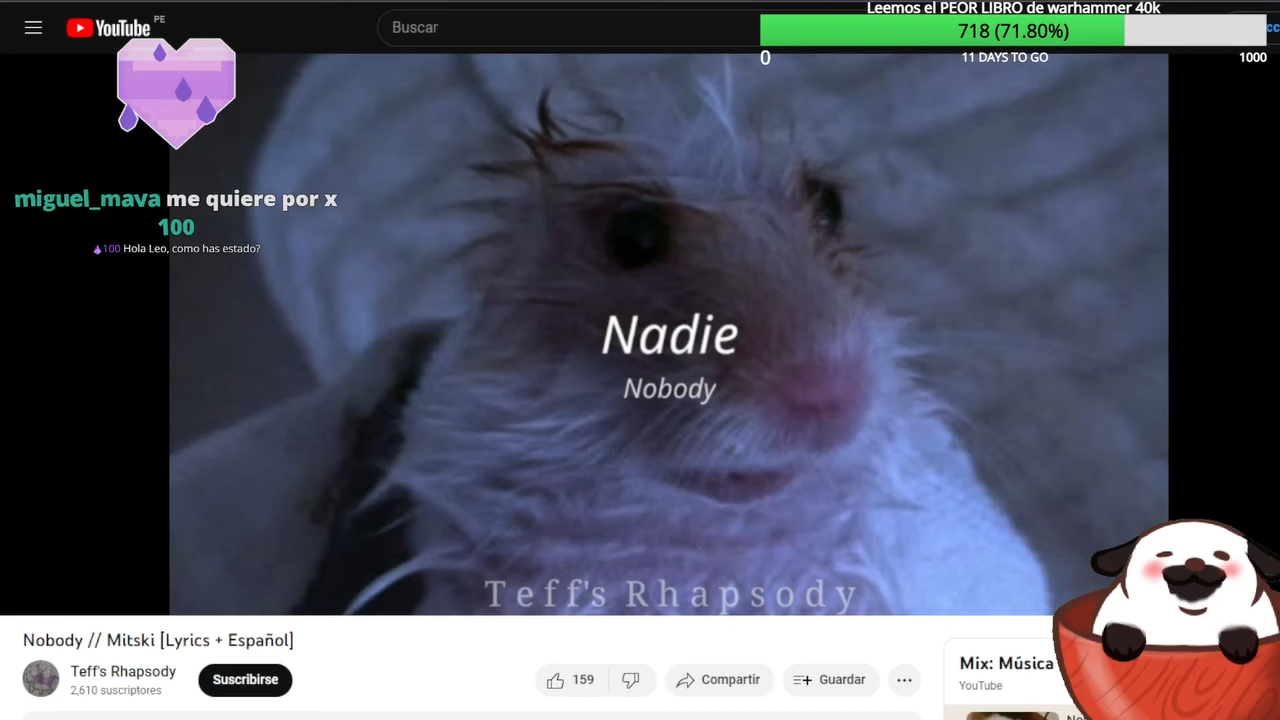 Leemos el PEOR LIBRO de warhammer 40k
YouTube PE
Buscar
718 (71.80%)
0
11 DAYS TO GO
1000
miguel_mava me quiere por x
100
100 Hola Leo, como has estado?
Nadie
Nobody
Teff's Rhapsody
Nobody // Mitski [Lyrics + Español]
Teff's Rhapsody
2,610 suscriptores
Suscribirse
159
Compartir
Guardar
Mix: Música
YouTube